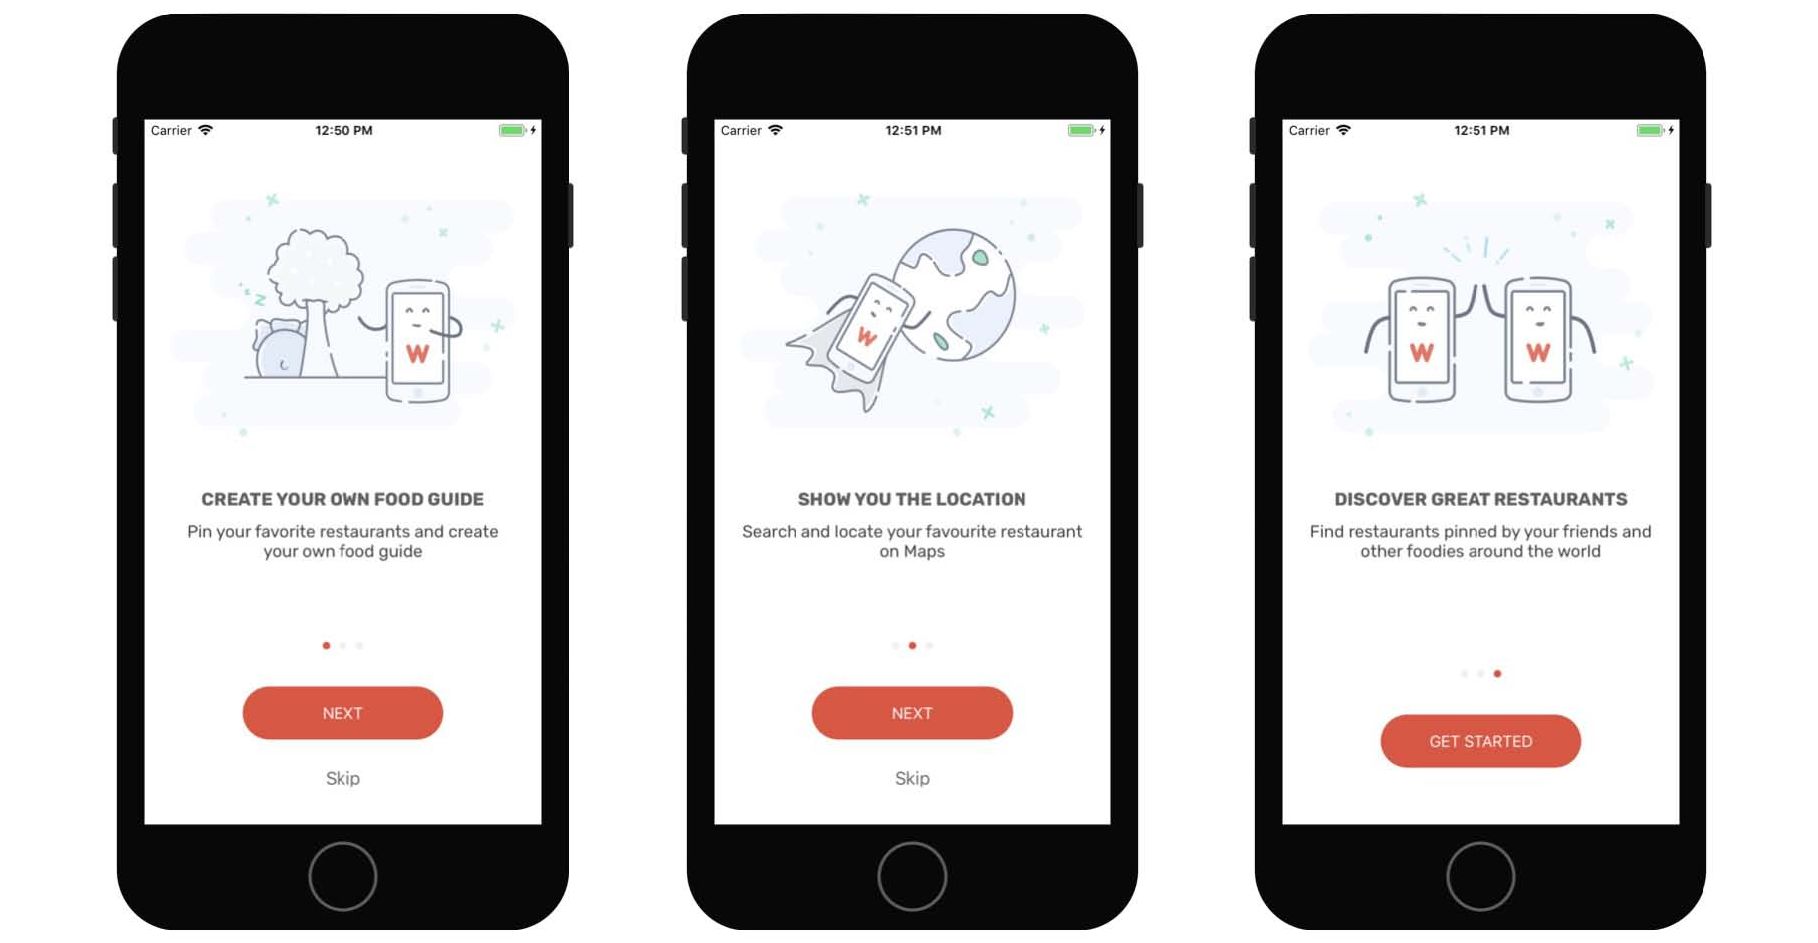 Carrier 12:50 PM
z
z
W
CREATE YOUR OWN FOOD GUIDE
Pin your favorite restaurants and create
your own food guide
NEXT
Skip
Carrier 12:51 PM
W
SHOW YOU THE LOCATION
Search and locate your favourite restaurant
on Maps
NEXT
Skip
Carrier 12:51 PM
W W
DISCOVER GREAT RESTAURANTS
Find restaurants pinned by your friends and
other foodies around the world
GET STARTED